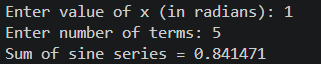 Enter value of x (in radians): 1
Enter number of terms: 5
Sum of sine series = 0.841471